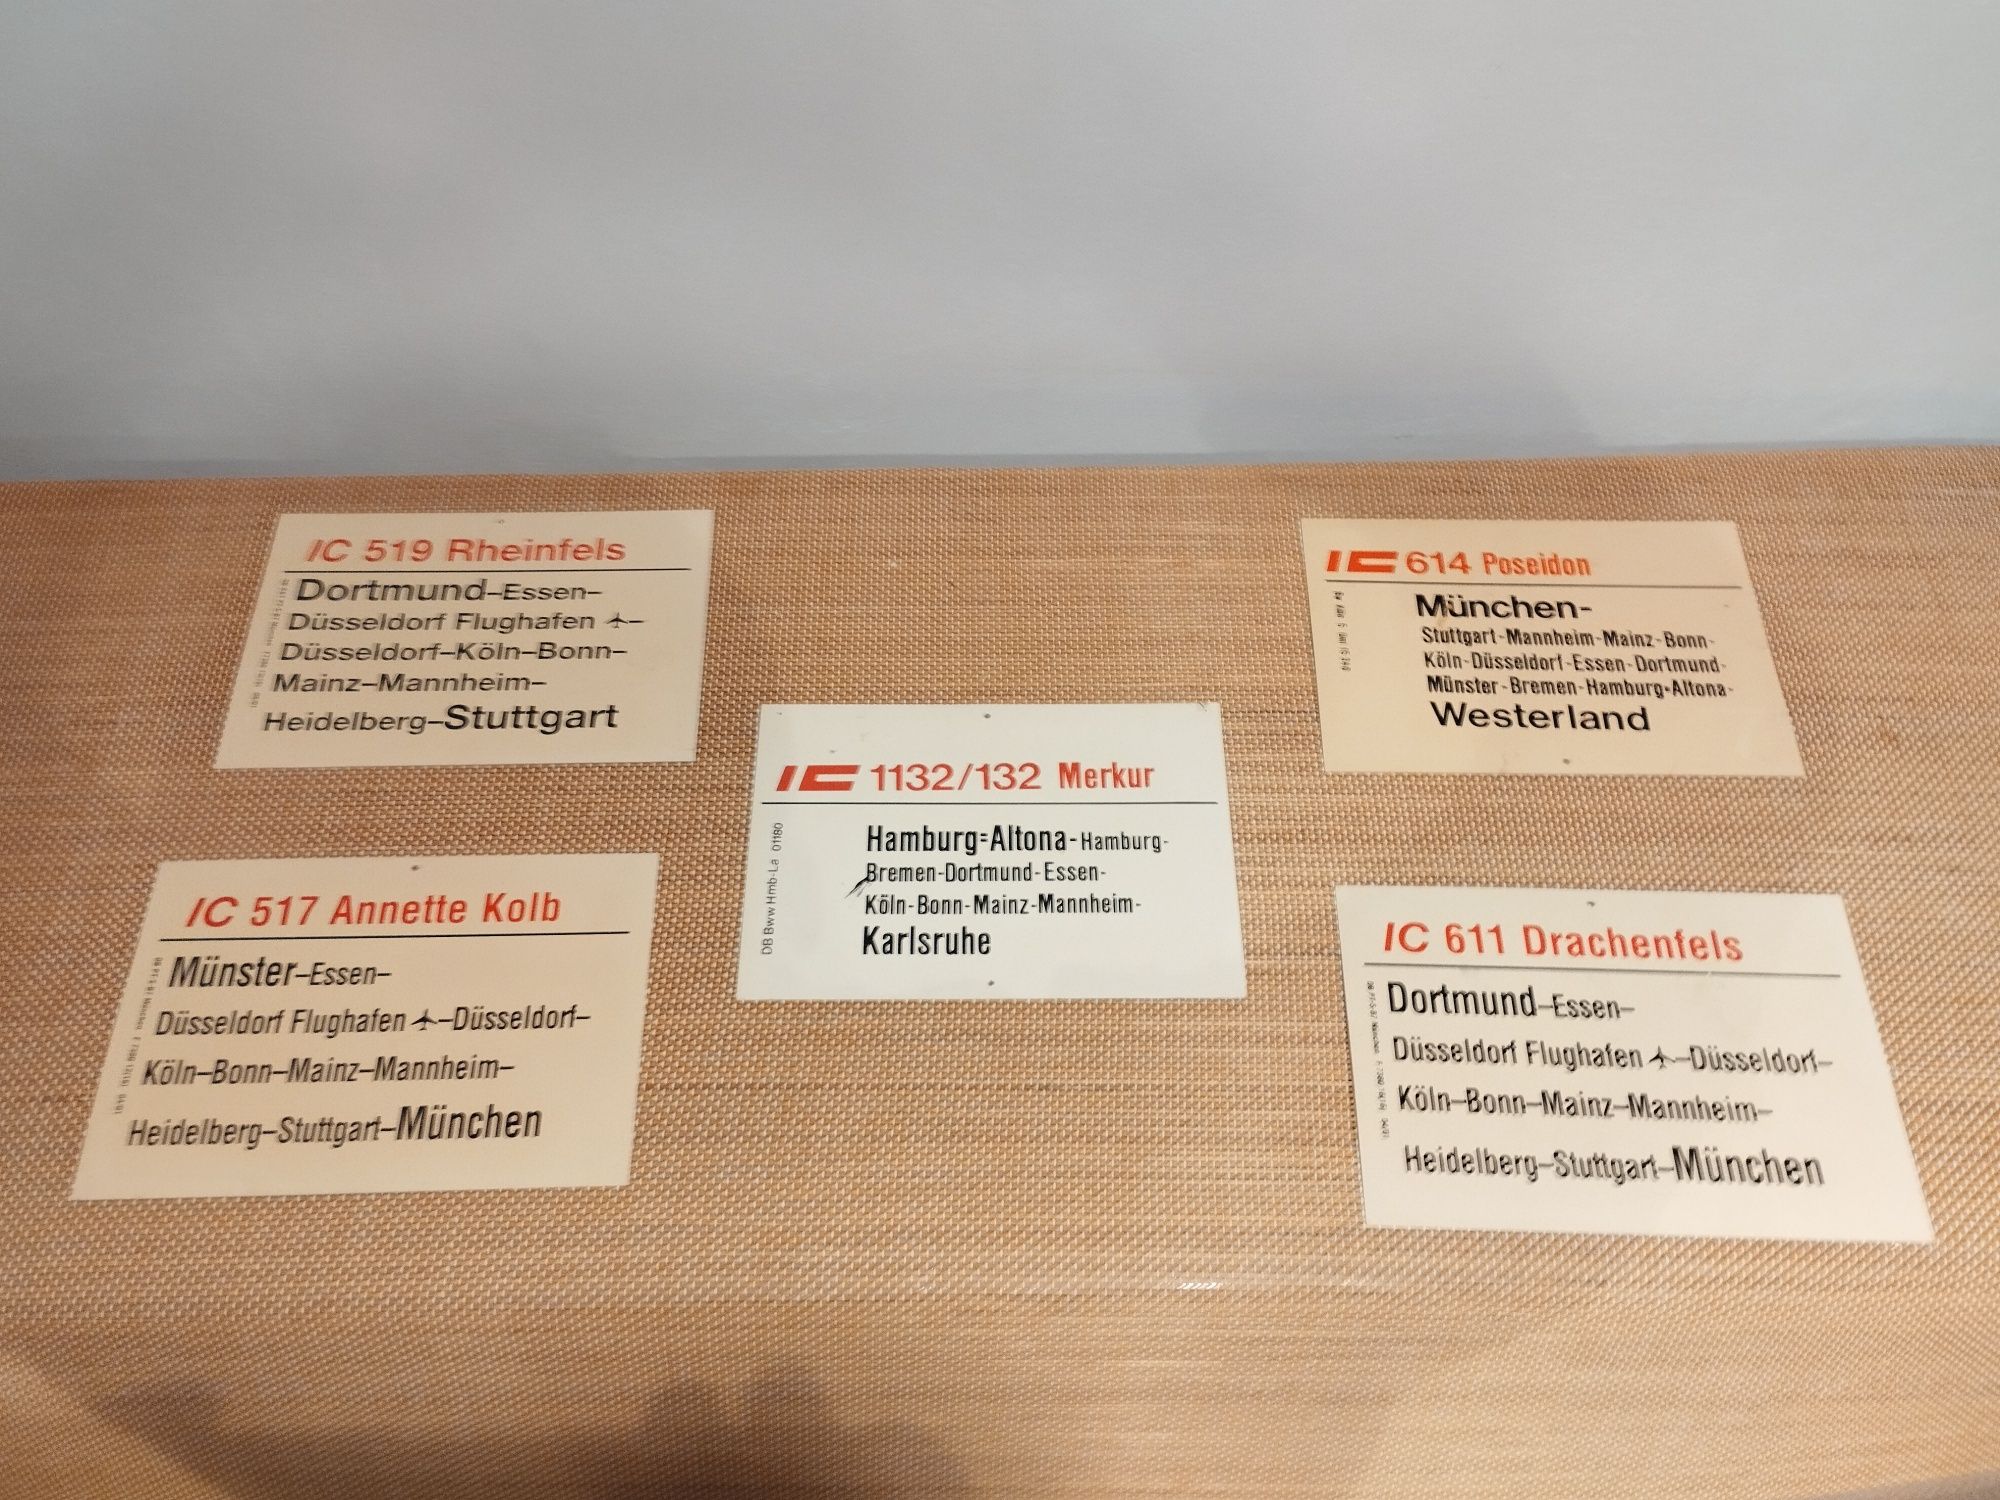 IC 519 Rheinfels
Dortmund–Essen–
Düsseldorf Flughafen ✈–
Düsseldorf–Köln–Bonn–
Mainz–Mannheim–
Heidelberg–Stuttgart
IC 614 Poseidon
München-
Stuttgart-Mannheim-Mainz-Bonn-
Köln-Düsseldorf-Essen-Dortmund-
Münster-Bremen-Hamburg-Altona-
Westerland
IC 1132/132 Merkur
DB Bww Hmb-La 01180
Hamburg=Altona-Hamburg-
Bremen-Dortmund-Essen-
Köln-Bonn-Mainz-Mannheim-
Karlsruhe
IC 517 Annette Kolb
Münster–Essen–
Düsseldorf Flughafen ✈–Düsseldorf–
Köln–Bonn–Mainz–Mannheim–
Heidelberg–Stuttgart–München
IC 611 Drachenfels
Dortmund–Essen–
Düsseldorf Flughafen ✈–Düsseldorf–
Köln–Bonn–Mainz–Mannheim–
Heidelberg–Stuttgart–München